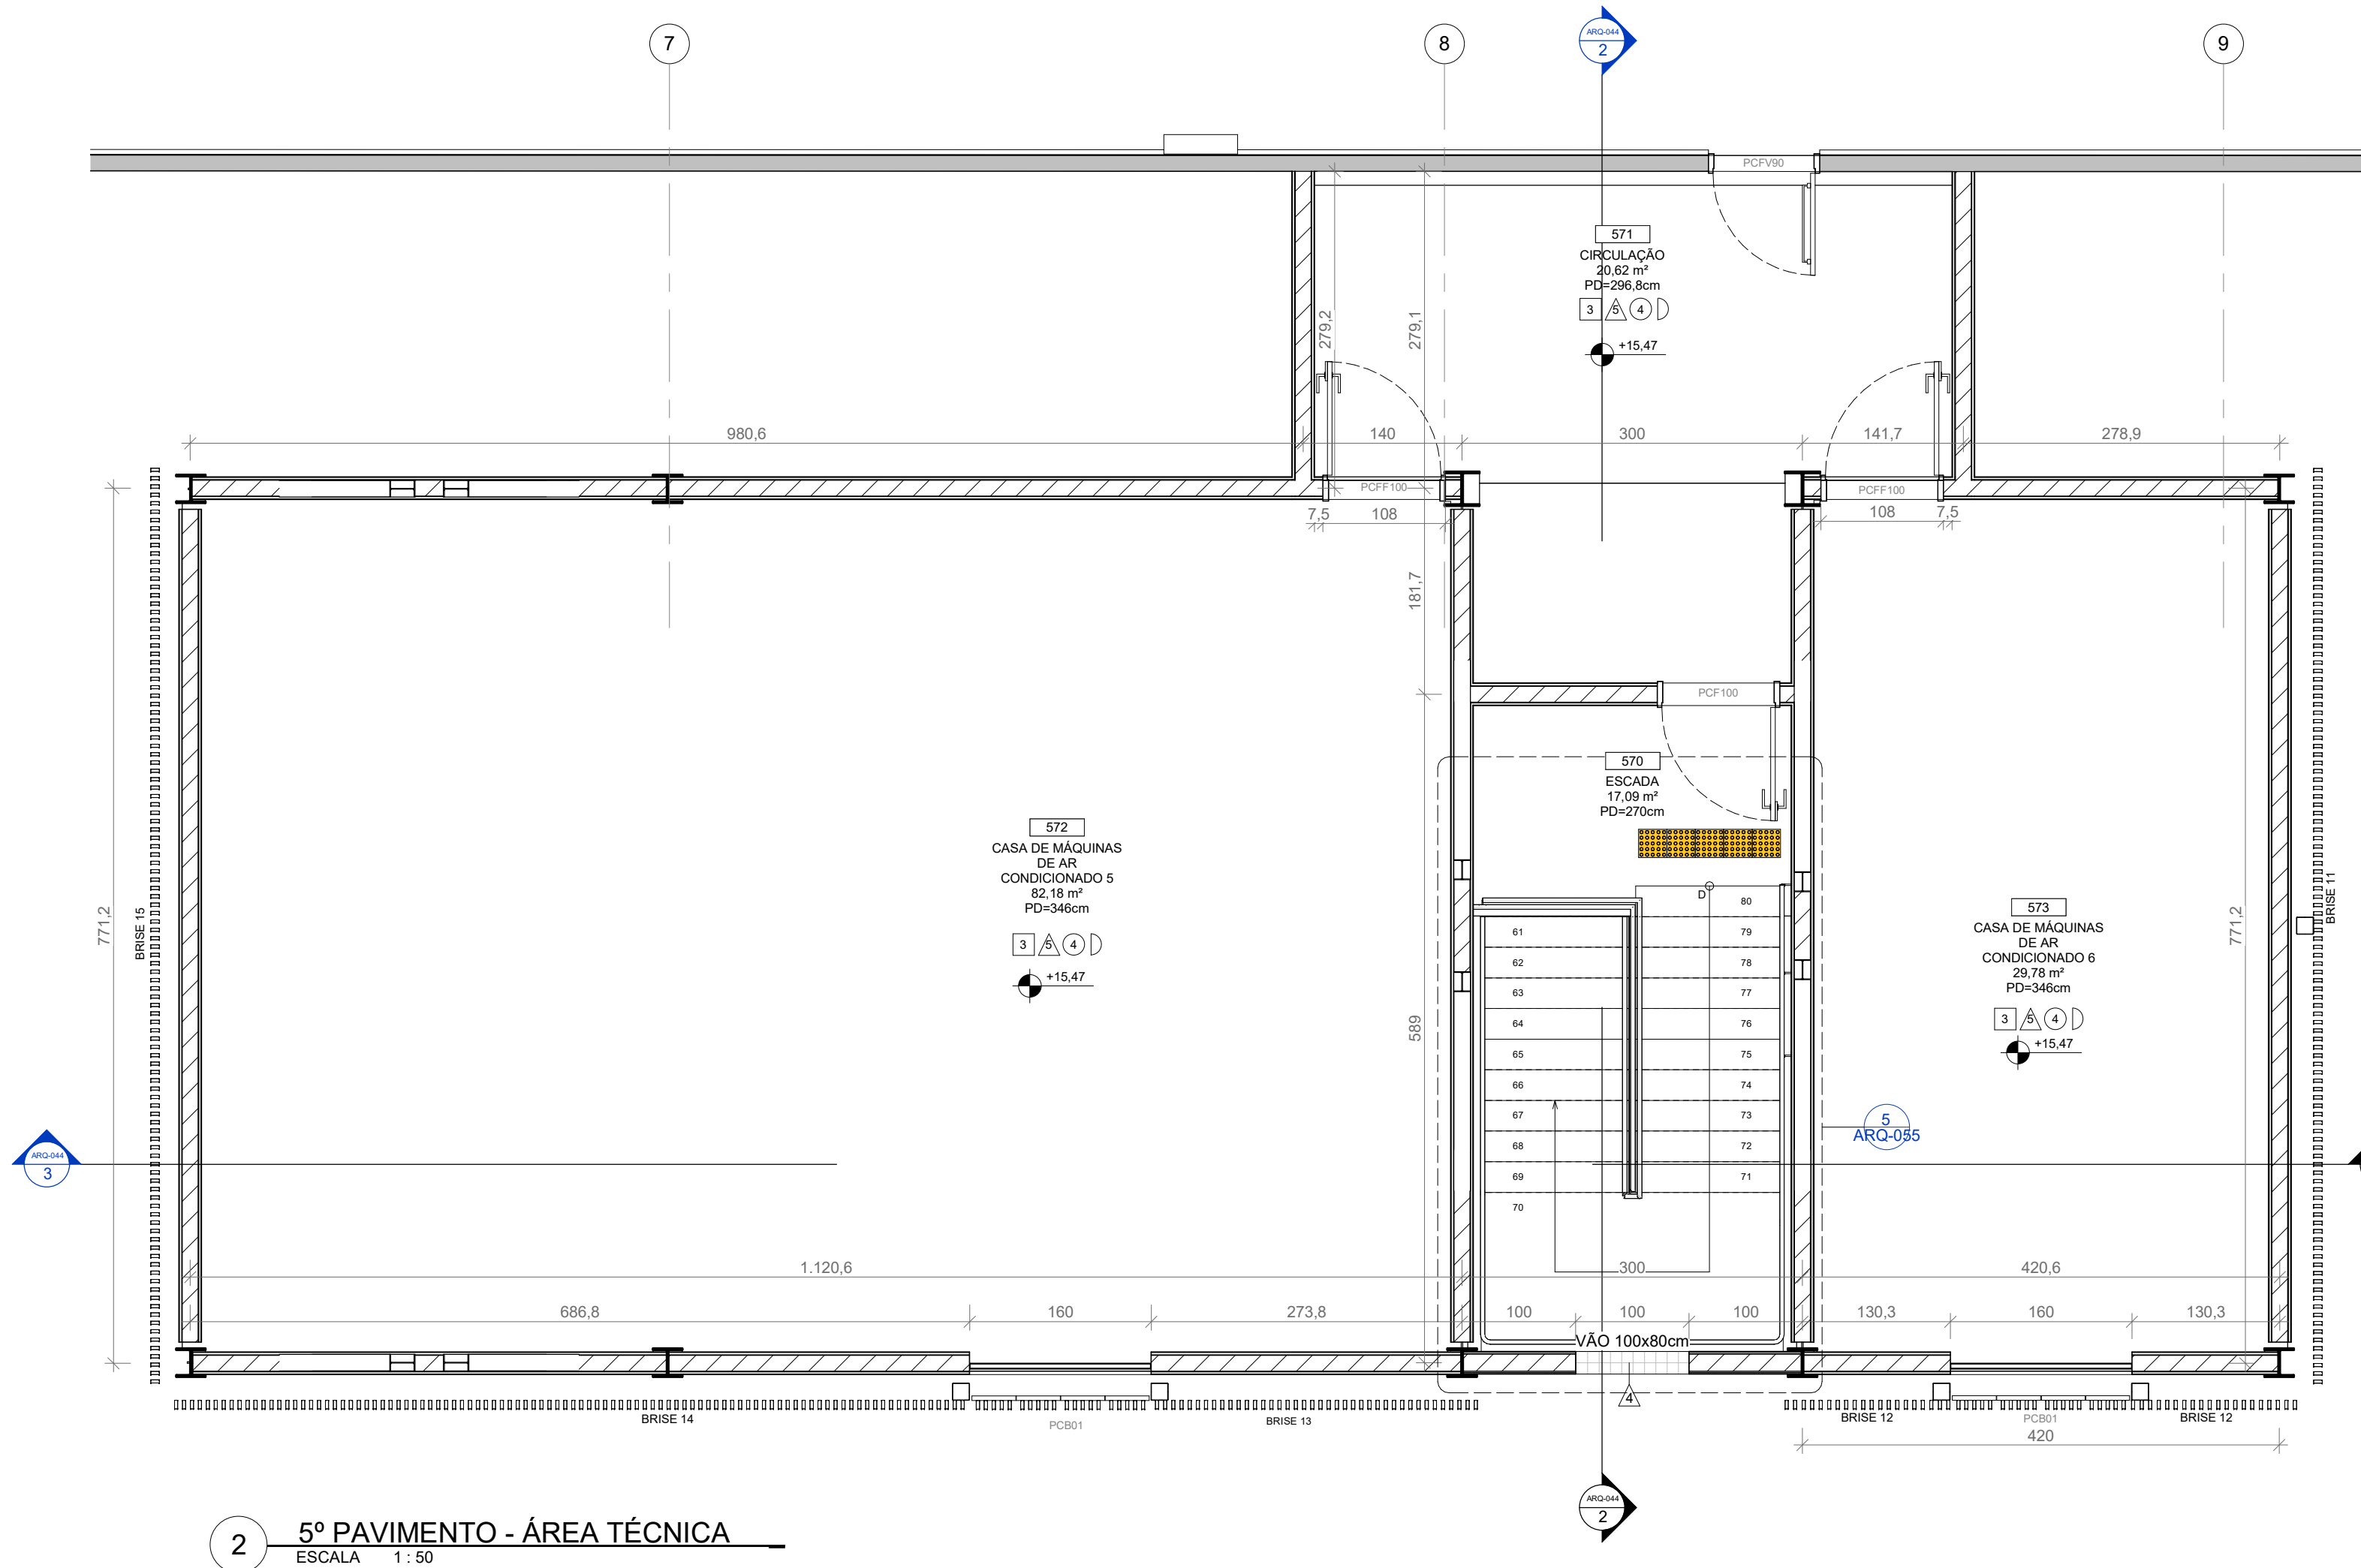 7
8
ARQ-044
2
9
PCFV90
571
CIRCULAÇÃO
20,62 m²
PD=296,8cm
3
5
4
+15,47
279,2
279,1
980,6
140
300
141,7
278,9
PCFF100
PCFF100
7,5
108
108
7,5
181,7
PCF100
570
ESCADA
17,09 m²
PD=270cm
572
CASA DE MÁQUINAS
DE AR
CONDICIONADO 5
82,18 m²
PD=346cm
3
5
4
+15,47
771,2
BRISE 15
589
D
80
61
79
62
78
63
77
64
76
65
75
66
74
67
73
68
72
69
71
70
573
CASA DE MÁQUINAS
DE AR
CONDICIONADO 6
29,78 m²
PD=346cm
3
5
4
+15,47
771,2
BRISE 11
5
ARQ-055
ARQ-044
3
1.120,6
300
420,6
686,8
160
273,8
100
100
100
130,3
160
130,3
VÃO 100x80cm
4
BRISE 14
PCB01
BRISE 13
BRISE 12
PCB01
BRISE 12
420
ARQ-044
2
2
5º PAVIMENTO - ÁREA TÉCNICA
ESCALA 1 : 50